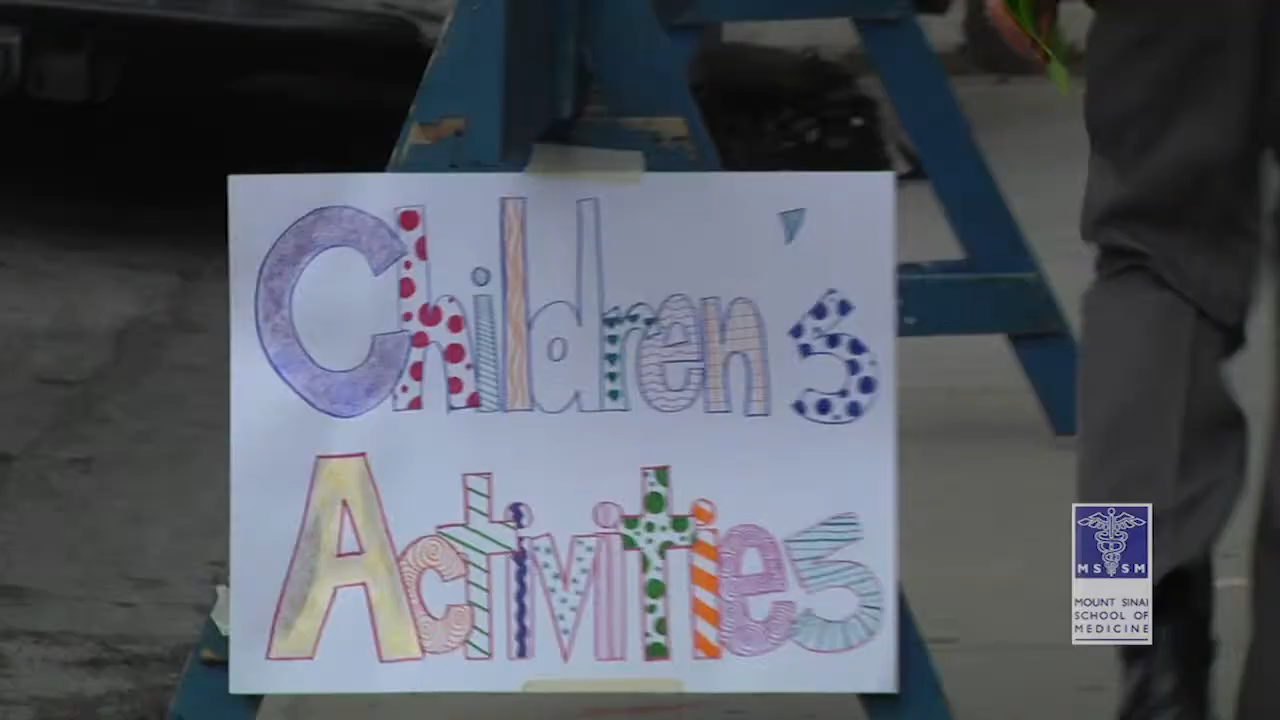 Children's
Activities
MSSM
MOUNT SINAI
SCHOOL OF
MEDICINE